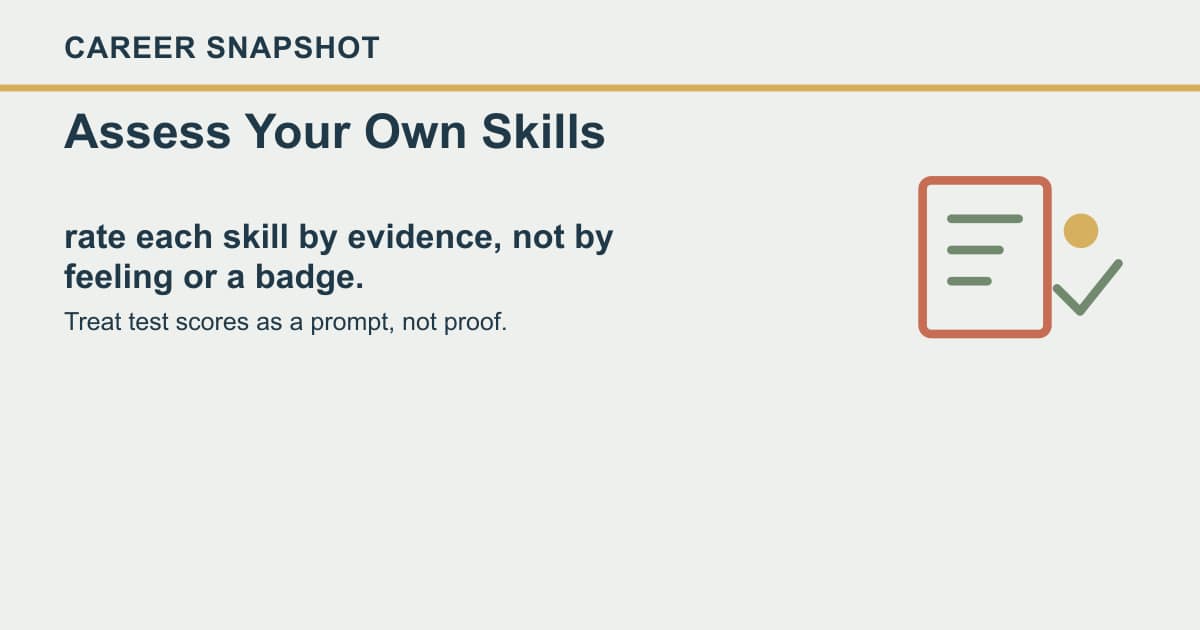 CAREER SNAPSHOT
Assess Your Own Skills
rate each skill by evidence, not by
feeling or a badge.
Treat test scores as a prompt, not proof.